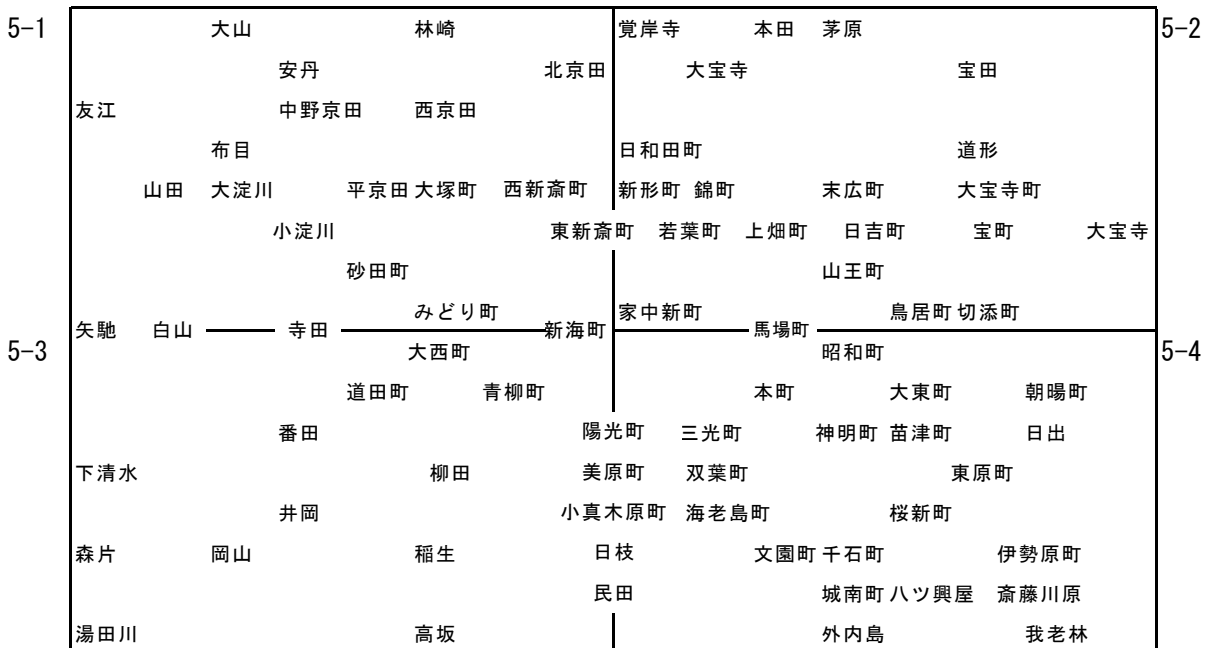 5-1 大山 林崎 覚岸寺 本田 茅原 5-2
安丹 北京田 大宝寺 宝田
友江 中野京田 西京田
布目 日和田町 道形
山田 大淀川 平京田 大塚町 西新斎町 新形町 錦町 末広町 大宝寺町
小淀川 東新斎町 若葉町 上畑町 日吉町 宝町 大宝寺
砂田町 山王町
みどり町 家中新町 鳥居町 切添町
矢馳 白山 寺田 新海町 馬場町
5-3 大西町 昭和町 5-4
道田町 青柳町 本町 大東町 朝暘町
番田 陽光町 三光町 神明町 苗津町 日出
下清水 柳田 美原町 双葉町 東原町
井岡 小真木原町 海老島町 桜新町
森片 岡山 稲生 日枝 文園町 千石町 伊勢原町
民田 城南町 八ツ興屋 斎藤川原
湯田川 高坂 外内島 我老林